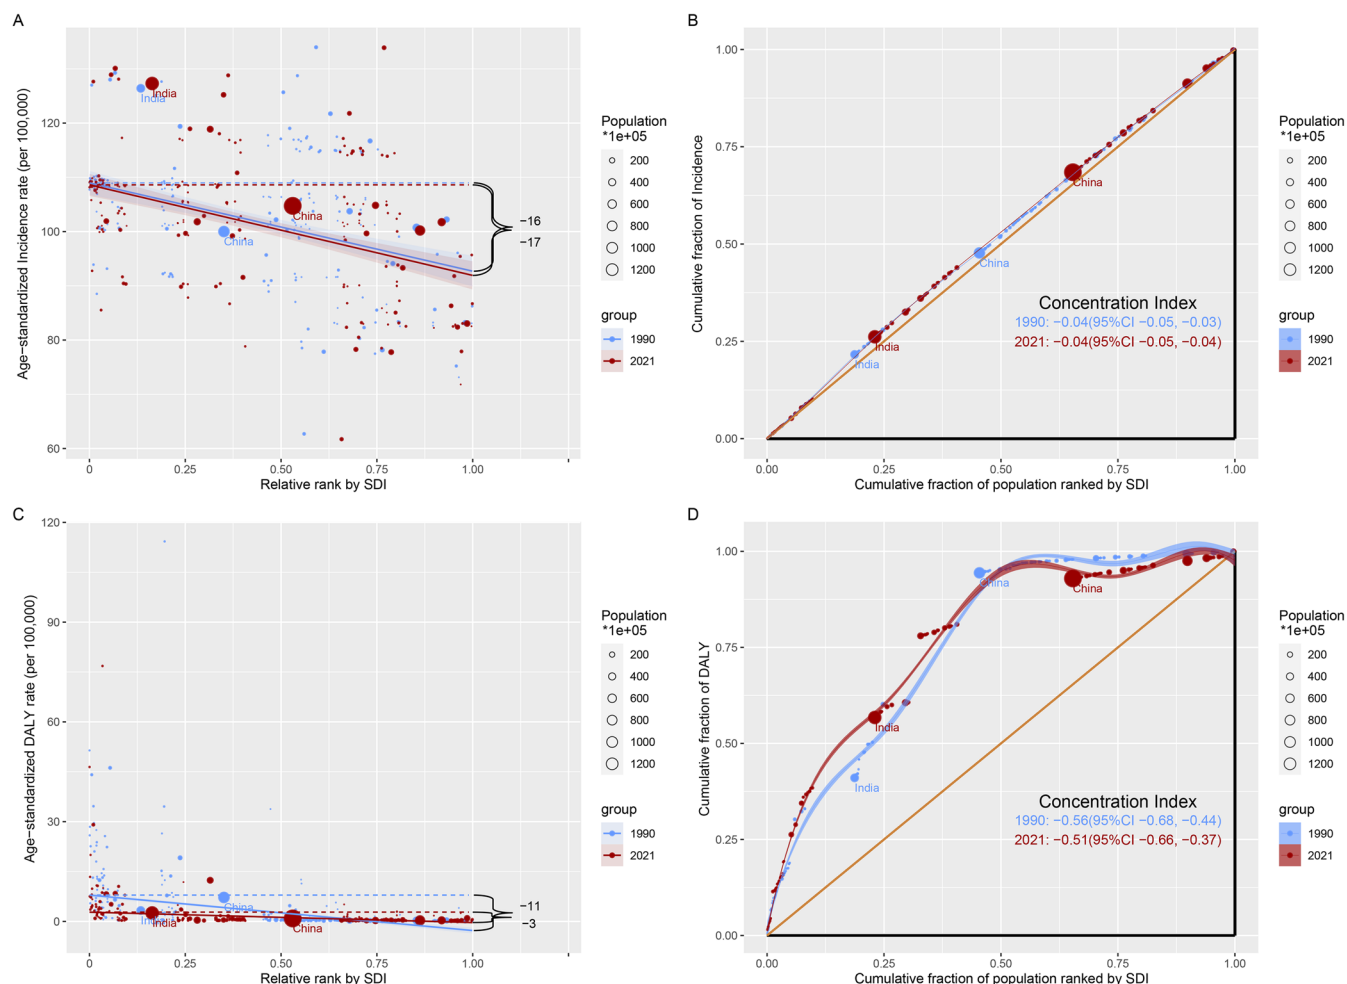 A
Age−standardized Incidence rate (per 100,000)
120
100
80
60
India
India
China
China
−16
−17
0
0.25
0.50
0.75
1.00
Relative rank by SDI
Population
*1e+05
200
400
600
800
1000
1200
group
1990
2021
B
Cumulative fraction of Incidence
1.00
0.75
0.50
0.25
0.00
China
China
India
India
Concentration Index
1990: −0.04(95%CI −0.05, −0.03)
2021: −0.04(95%CI −0.05, −0.04)
0.00
0.25
0.50
0.75
1.00
Cumulative fraction of population ranked by SDI
Population
*1e+05
200
400
600
800
1000
1200
group
1990
2021
C
Age−standardized DALY rate (per 100,000)
120
90
60
30
0
China
India
India
China
−11
−3
0
0.25
0.50
0.75
1.00
Relative rank by SDI
Population
*1e+05
200
400
600
800
1000
1200
group
1990
2021
D
Cumulative fraction of DALY
1.00
0.75
0.50
0.25
0.00
China
China
India
India
Concentration Index
1990: −0.56(95%CI −0.68, −0.44)
2021: −0.51(95%CI −0.66, −0.37)
0.00
0.25
0.50
0.75
1.00
Cumulative fraction of population ranked by SDI
Population
*1e+05
200
400
600
800
1000
1200
group
1990
2021